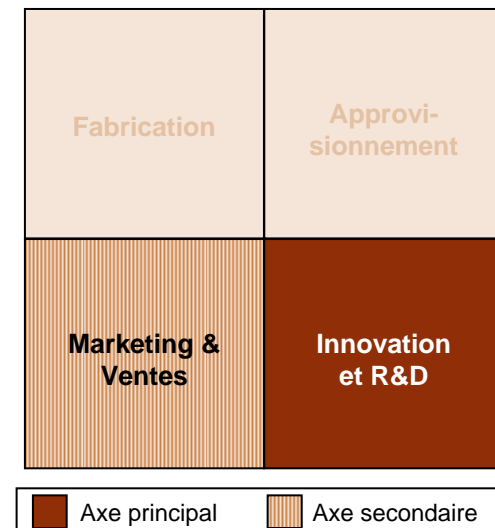 Fabrication
Approvi-
sionnement
Marketing &
Ventes
Innovation
et R&D
Axe principal
Axe secondaire